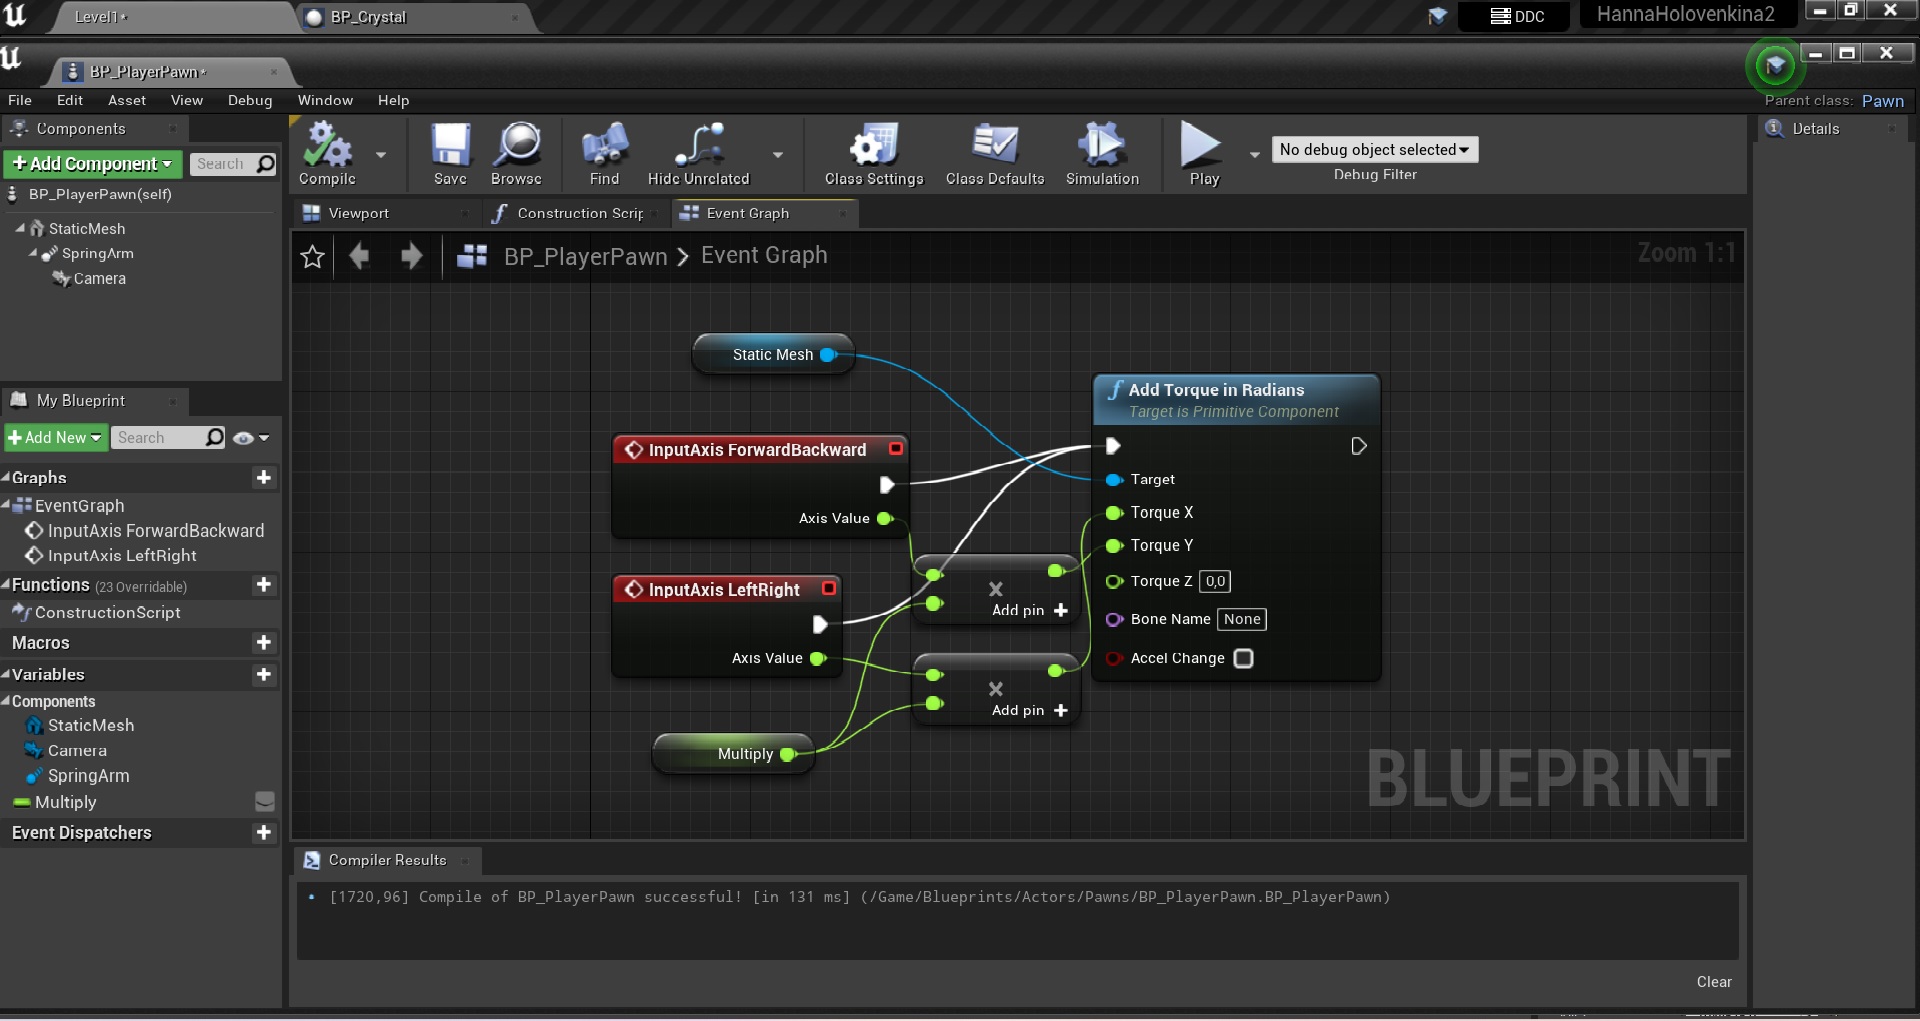 Level1*
BP_Crystal
DDC
HannaHolovenkina2
BP_PlayerPawn*
File Edit Asset View Debug Window Help
Parent class: Pawn
Components
+ Add Component
Search
BP_PlayerPawn(self)
StaticMesh
SpringArm
Camera
Compile
Save
Browse
Find
Hide Unrelated
Class Settings
Class Defaults
Simulation
Play
No debug object selected
Debug Filter
Details
Viewport
Construction Scrip
Event Graph
BP_PlayerPawn > Event Graph
Zoom 1:1
My Blueprint
+ Add New
Search
Graphs
EventGraph
InputAxis ForwardBackward
InputAxis LeftRight
Functions (23 Overridable)
ConstructionScript
Macros
Variables
Components
StaticMesh
Camera
SpringArm
Multiply
Event Dispatchers
Static Mesh
InputAxis ForwardBackward
Axis Value
InputAxis LeftRight
Axis Value
Multiply
Add pin +
Add pin +
f Add Torque in Radians
Target is Primitive Component
Target
Torque X
Torque Y
Torque Z 0,0
Bone Name None
Accel Change
BLUEPRINT
Compiler Results
[1720,96] Compile of BP_PlayerPawn successful! [in 131 ms] (/Game/Blueprints/Actors/Pawns/BP_PlayerPawn.BP_PlayerPawn)
Clear